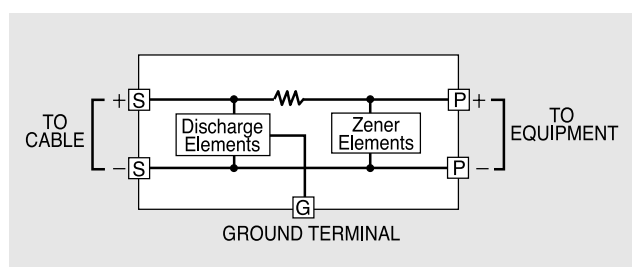 + S
P +
TO
CABLE
Discharge
Elements
Zener
Elements
TO
EQUIPMENT
− S
P −
G
GROUND TERMINAL